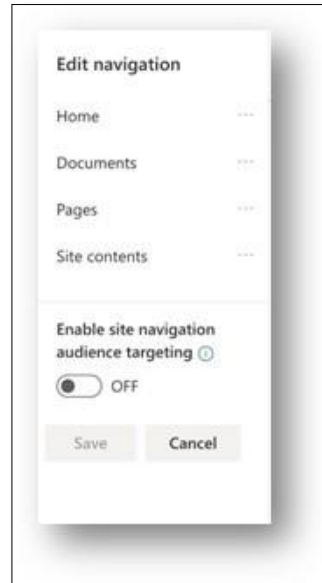 Edit navigation
Home ...
Documents ...
Pages ...
Site contents ...
Enable site navigation
audience targeting
OFF
Save Cancel